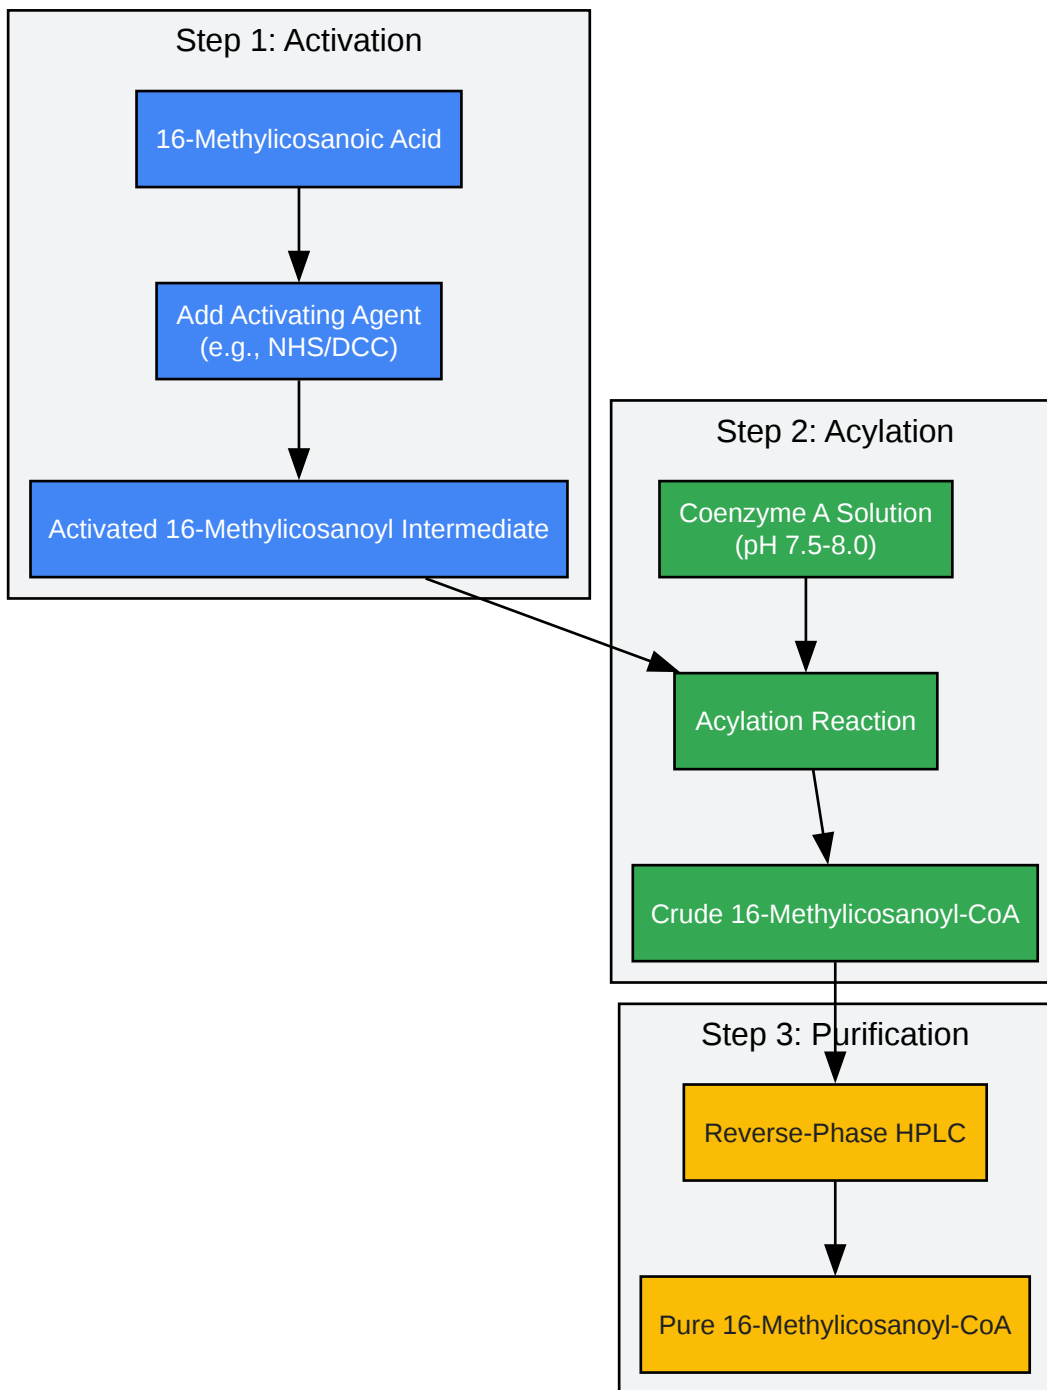 Step 1: Activation
16-Methylicosanoic Acid
Add Activating Agent
(e.g., NHS/DCC)
Activated 16-Methylicosanoyl Intermediate
Step 2: Acylation
Coenzyme A Solution
(pH 7.5-8.0)
Acylation Reaction
Crude 16-Methylicosanoyl-CoA
Step 3: Purification
Reverse-Phase HPLC
Pure 16-Methylicosanoyl-CoA